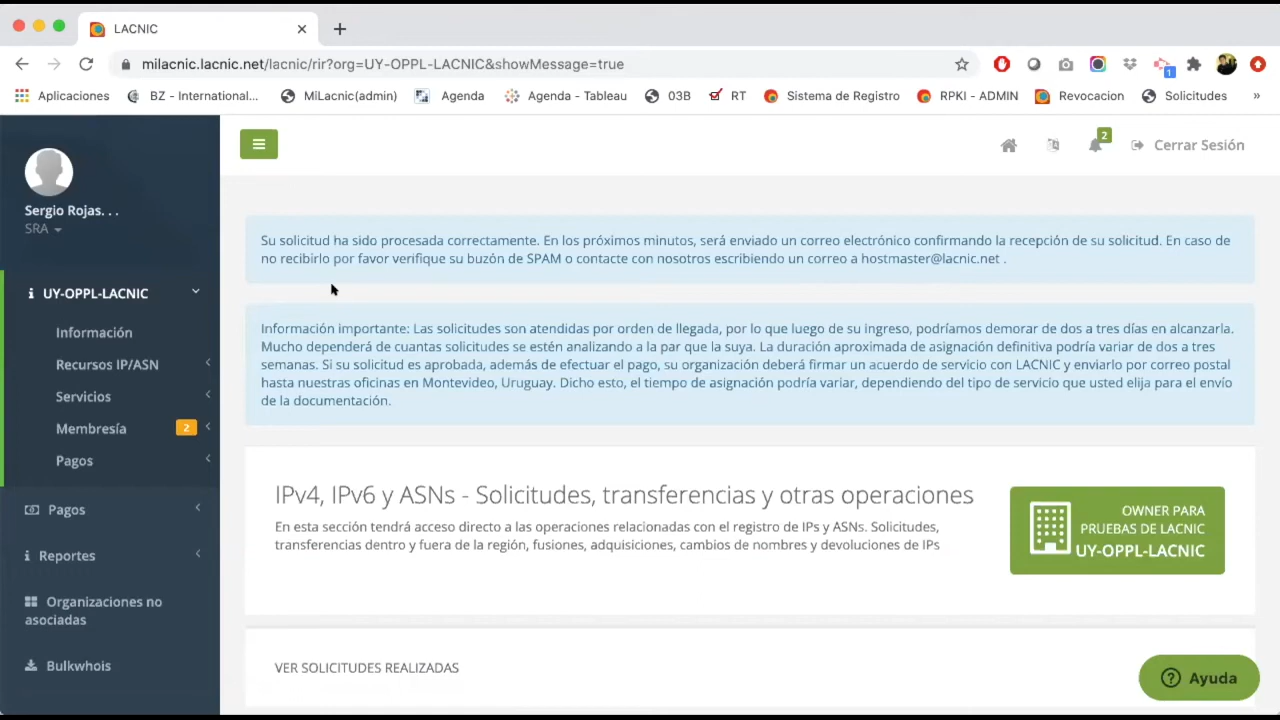 LACNIC
milacnic.lacnic.net/lacnic/rir?org=UY-OPPL-LACNIC&showMessage=true
1
Aplicaciones
BZ - International...
MiLacnic(admin)
Agenda
Agenda - Tableau
03B
RT
Sistema de Registro
RPKI - ADMIN
Revocacion
Solicitudes
»
2
Cerrar Sesión
Sergio Rojas. . .
SRA
UY-OPPL-LACNIC
Información
Recursos IP/ASN
Servicios
Membresía 2
Pagos
Pagos
Reportes
Organizaciones no
asociadas
Bulkwhois
Su solicitud ha sido procesada correctamente. En los próximos minutos, será enviado un correo electrónico confirmando la recepción de su solicitud. En caso de
no recibirlo por favor verifique su buzón de SPAM o contacte con nosotros escribiendo un correo a hostmaster@lacnic.net .
Información importante: Las solicitudes son atendidas por orden de llegada, por lo que luego de su ingreso, podríamos demorar de dos a tres días en alcanzarla.
Mucho dependerá de cuantas solicitudes se estén analizando a la par que la suya. La duración aproximada de asignación definitiva podría variar de dos a tres
semanas. Si su solicitud es aprobada, además de efectuar el pago, su organización deberá firmar un acuerdo de servicio con LACNIC y enviarlo por correo postal
hasta nuestras oficinas en Montevideo, Uruguay. Dicho esto, el tiempo de asignación podría variar, dependiendo del tipo de servicio que usted elija para el envío
de la documentación.
IPv4, IPv6 y ASNs - Solicitudes, transferencias y otras operaciones
En esta sección tendrá acceso directo a las operaciones relacionadas con el registro de IPs y ASNs. Solicitudes,
transferencias dentro y fuera de la región, fusiones, adquisiciones, cambios de nombres y devoluciones de IPs
OWNER PARA
PRUEBAS DE LACNIC
UY-OPPL-LACNIC
VER SOLICITUDES REALIZADAS
Ayuda